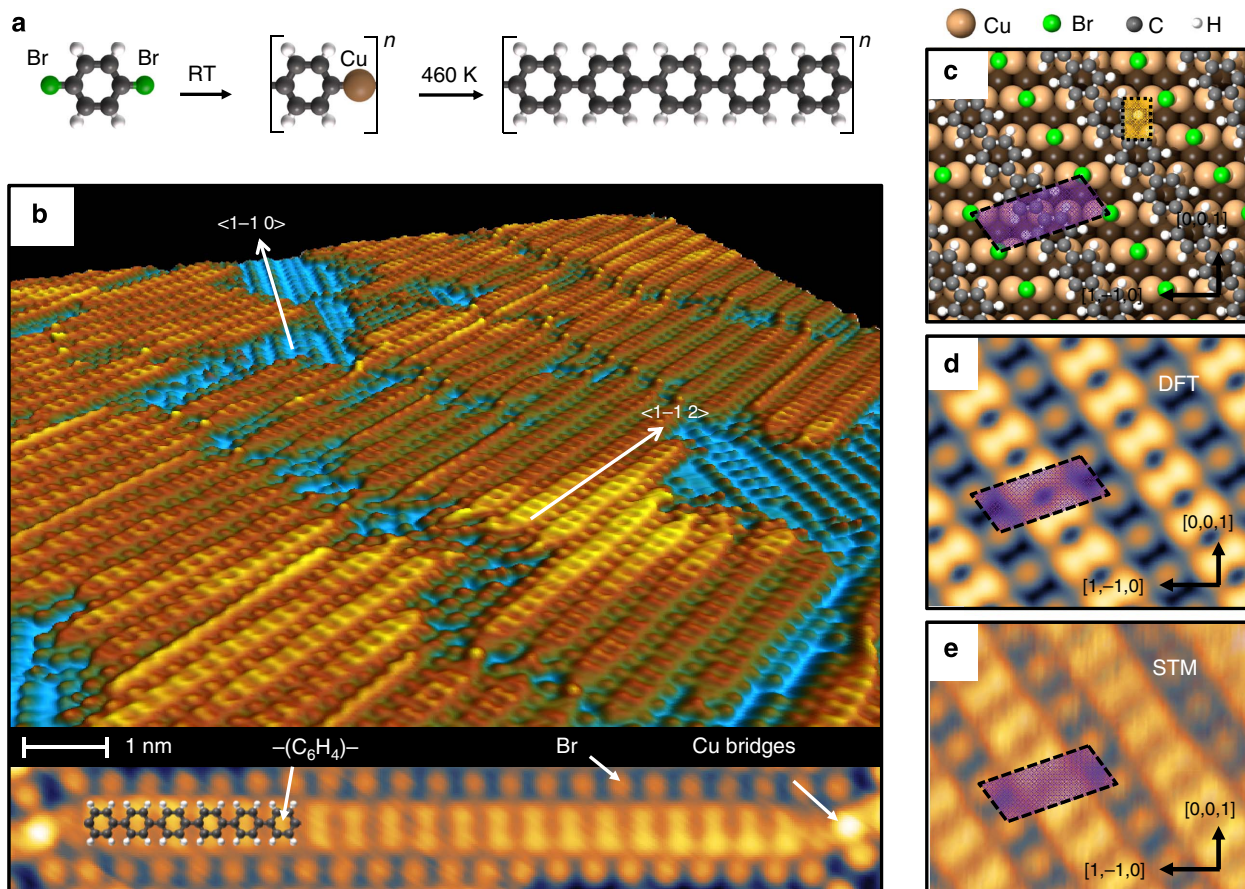 a
Br
Br
RT
Cu
n
460 K
n
Cu
Br
C
H
b
<1–1 0>
<1–1 2>
1 nm
–(C6H4)–
Br
Cu bridges
c
[0,0,1]
[1,–1,0]
d
DFT
[0,0,1]
[1,–1,0]
e
STM
[0,0,1]
[1,–1,0]